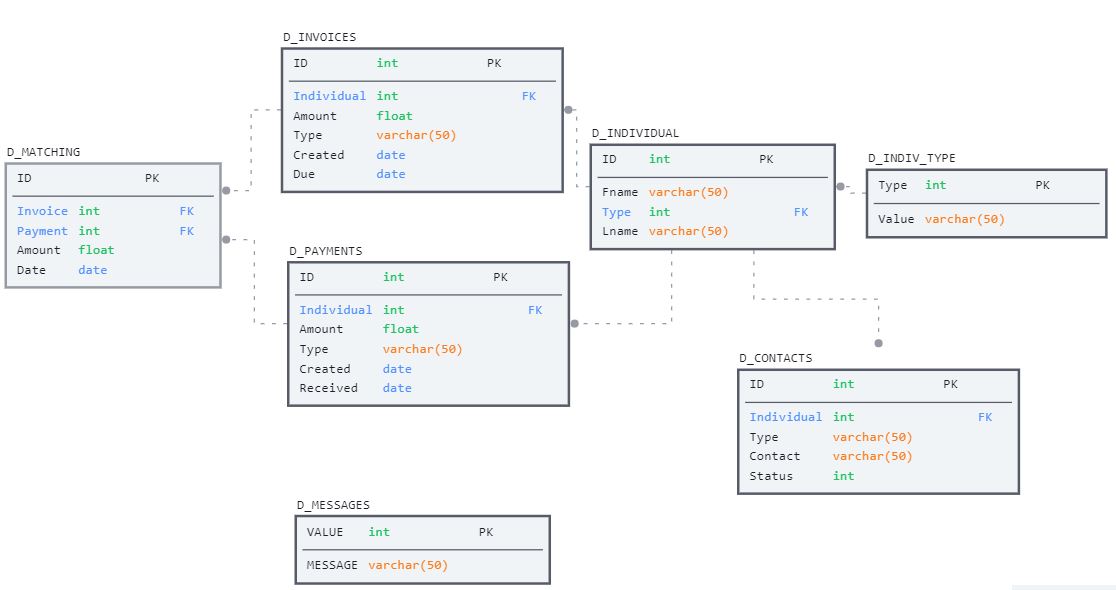 D_INVOICES
ID int PK
Individual int FK
Amount float
Type varchar(50)
Created date
Due date
D_MATCHING
ID PK
Invoice int FK
Payment int FK
Amount float
Date date
D_INDIVIDUAL
ID int PK
Fname varchar(50)
Type int FK
Lname varchar(50)
D_INDIV_TYPE
Type int PK
Value varchar(50)
D_PAYMENTS
ID int PK
Individual int FK
Amount float
Type varchar(50)
Created date
Received date
D_CONTACTS
ID int PK
Individual int FK
Type varchar(50)
Contact varchar(50)
Status int
D_MESSAGES
VALUE int PK
MESSAGE varchar(50)